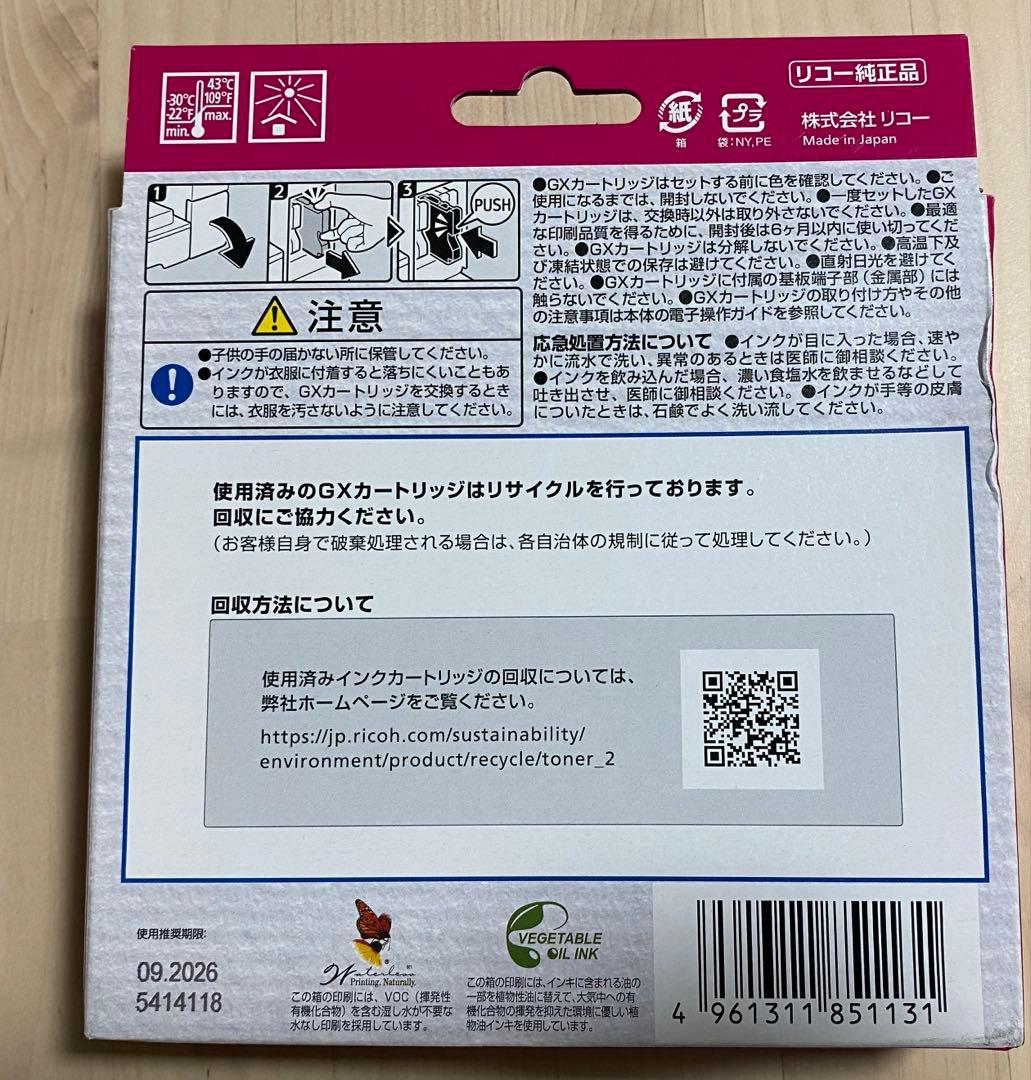 -30℃
-22°F
min.
43℃
109°F
max.
紙
箱
プラ
袋:NY,PE
リコー純正品
株式会社 リコー
Made in Japan
1
2
3
PUSH
注意
●子供の手の届かない所に保管してください。
●インクが衣服に付着すると落ちにくいこともあ
りますので、GXカートリッジを交換するとき
には、衣服を汚さないように注意してください。
●GXカートリッジはセットする前に色を確認してください。●ご
使用になるまでは、開封しないでください。●一度セットしたGX
カートリッジは、交換時以外は取り外さないでください。●最適
な印刷品質を得るために、開封後は6ヶ月以内に使い切ってくだ
さい。●GXカートリッジは分解しないでください。●高温下及
び凍結状態での保存は避けてください。●直射日光を避けてく
ださい。●GXカートリッジに付属の基板端子部（金属部）には
触らないでください。●GXカートリッジの取り付け方やその他
の注意事項は本体の電子操作ガイドを参照してください。
応急処置方法について ●インクが目に入った場合、速や
かに流水で洗い、異常のあるときは医師に御相談ください。
●インクを飲み込んだ場合、濃い食塩水を飲ませるなどして
吐き出させ、医師に御相談ください。●インクが手等の皮膚
についたときは、石鹸でよく洗い流してください。
使用済みのGXカートリッジはリサイクルを行っております。
回収にご協力ください。
（お客様自身で破棄処理される場合は、各自治体の規制に従って処理してください。）
回収方法について
使用済みインクカートリッジの回収については、
弊社ホームページをご覧ください。
https://jp.ricoh.com/sustainability/
environment/product/recycle/toner_2
使用推奨期限:
09.2026
5414118
Waterless
Printing. Naturally.
この箱の印刷には、VOC（揮発性
有機化合物）を含む湿し水が不要な
水なし印刷を採用しています。
VEGETABLE
OIL INK
この箱の印刷には、インキに含まれる油の
一部を植物性油に替えて、大気中への有
機化合物の揮発を抑えた環境に優しい植
物油インキを使用しています。
4 961311 851131